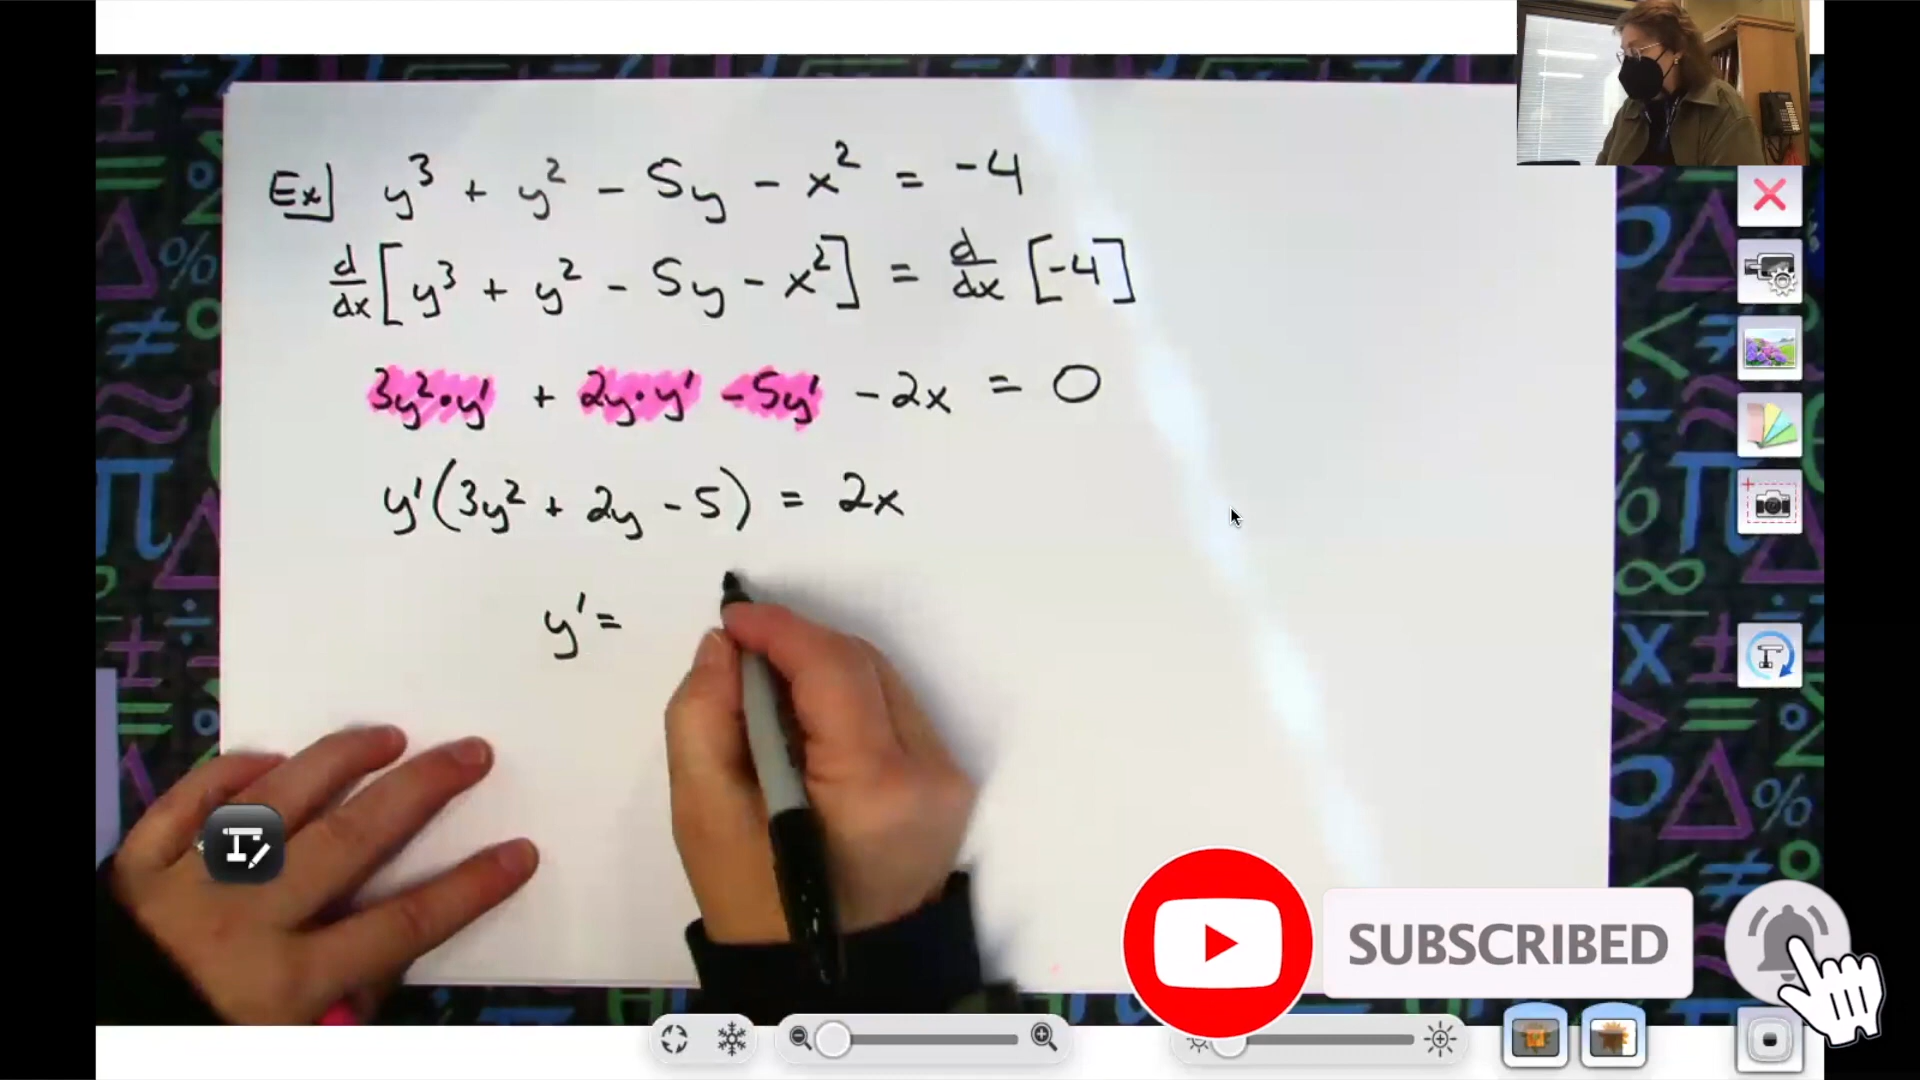 Ex] y³ + y² - 5y - x² = -4
d/dx [y³ + y² - 5y - x²] = d/dx [-4]
3y²·y' + 2y·y' - 5y' - 2x = 0
y'(3y² + 2y - 5) = 2x
y' =
SUBSCRIBED